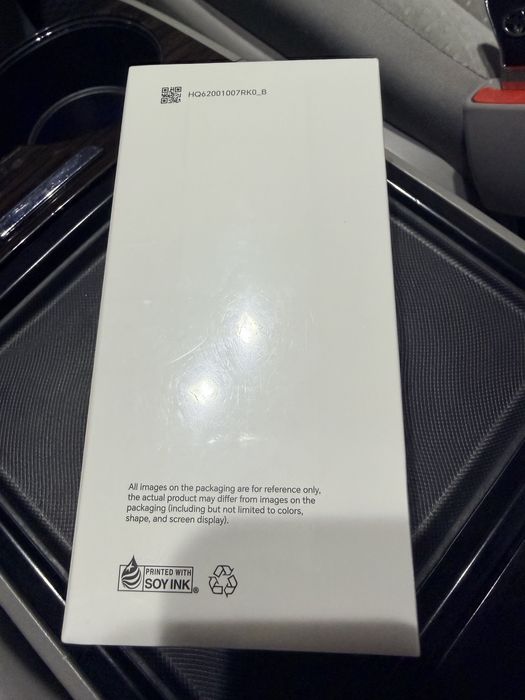 HQ62001007RK0_B
All images on the packaging are for reference only,
the actual product may differ from images on the
packaging (including but not limited to colors,
shape, and screen display).
PRINTED WITH
SOY INK®